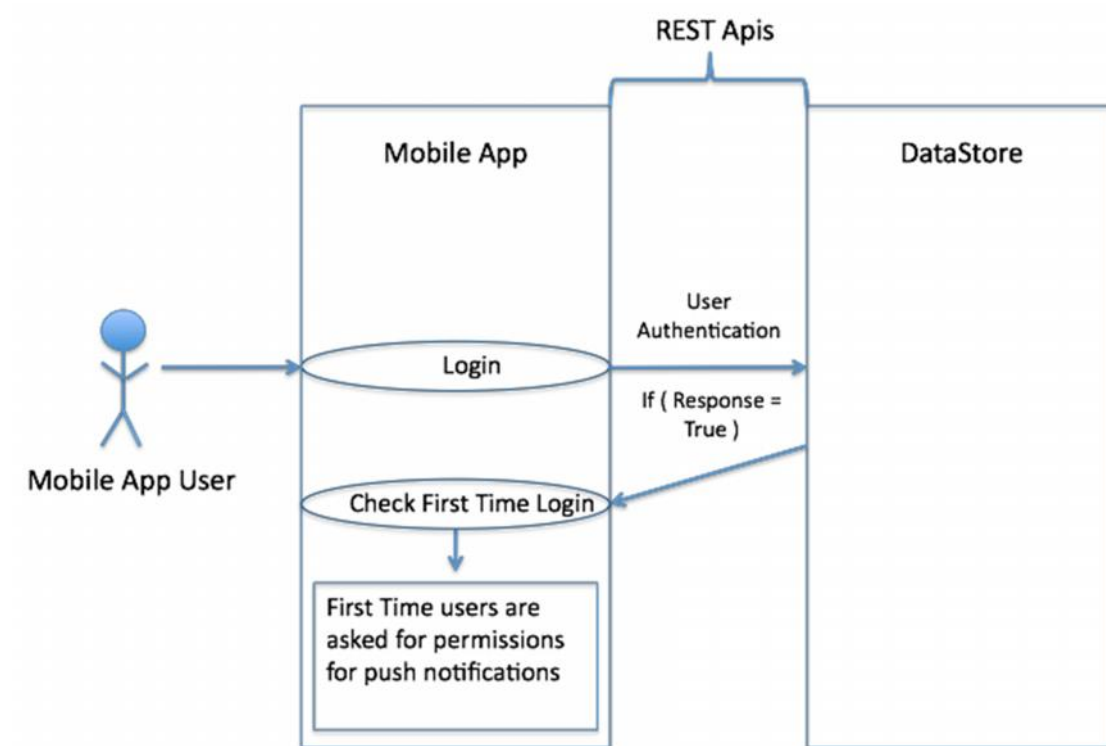 REST Apis
Mobile App
DataStore
User
Authentication
Login
If ( Response =
True )
Mobile App User
Check First Time Login
First Time users are
asked for permissions
for push notifications